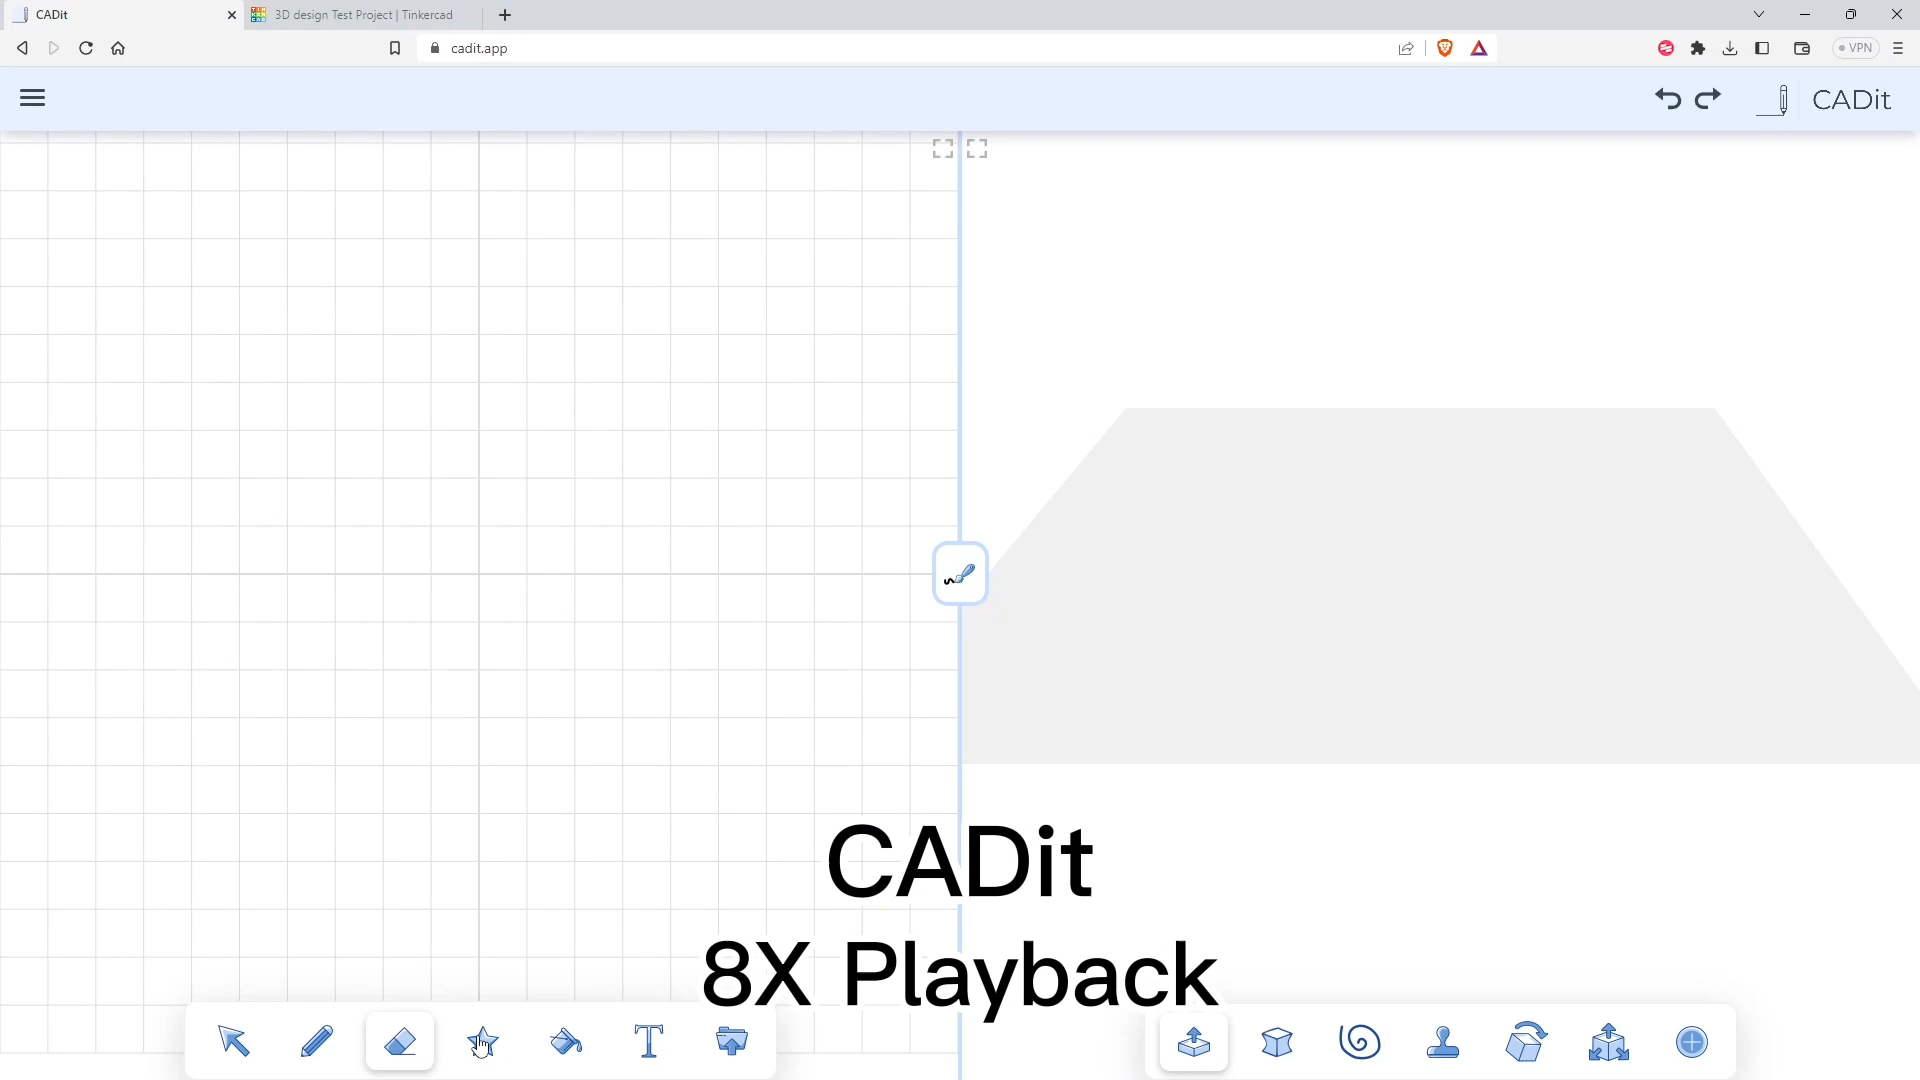 CADit
3D design Test Project | Tinkercad
cadit.app
VPN
CADit
CADit
8X Playback